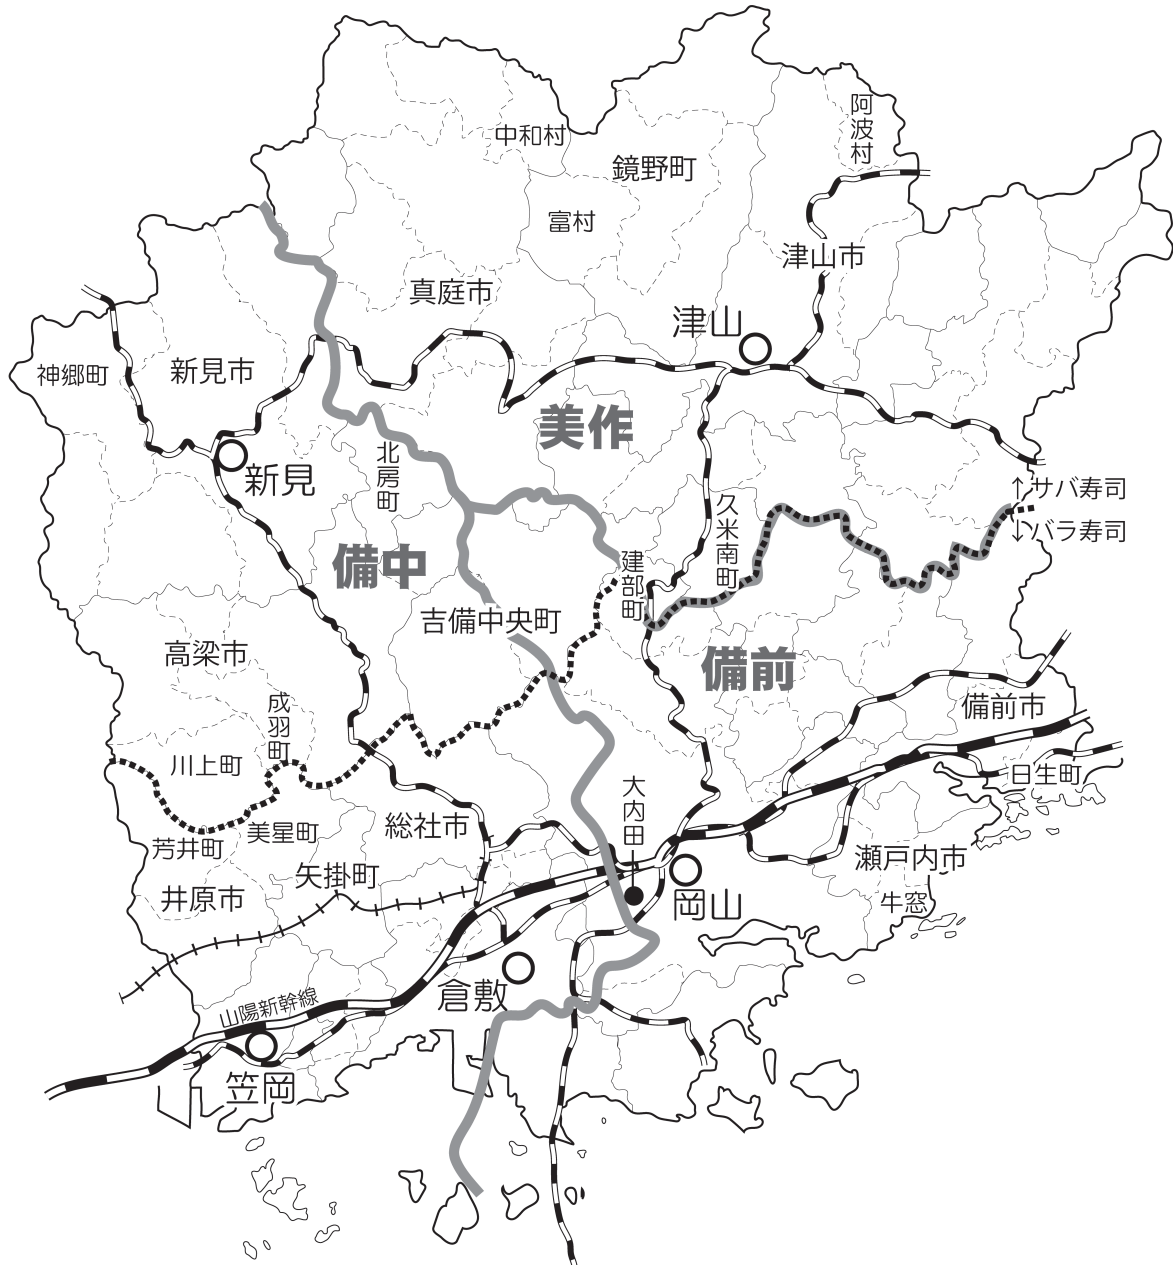 阿波村
中和村
鏡野町
富村
津山市
真庭市
津山
神郷町
新見市
美作
北房町
新見
久米南町
↑サバ寿司
↓バラ寿司
備中
建部町
吉備中央町
高梁市
備前
成羽町
備前市
川上町
日生町
大内田
美星町
総社市
芳井町
瀬戸内市
矢掛町
井原市
岡山
牛窓
倉敷
山陽新幹線
笠岡